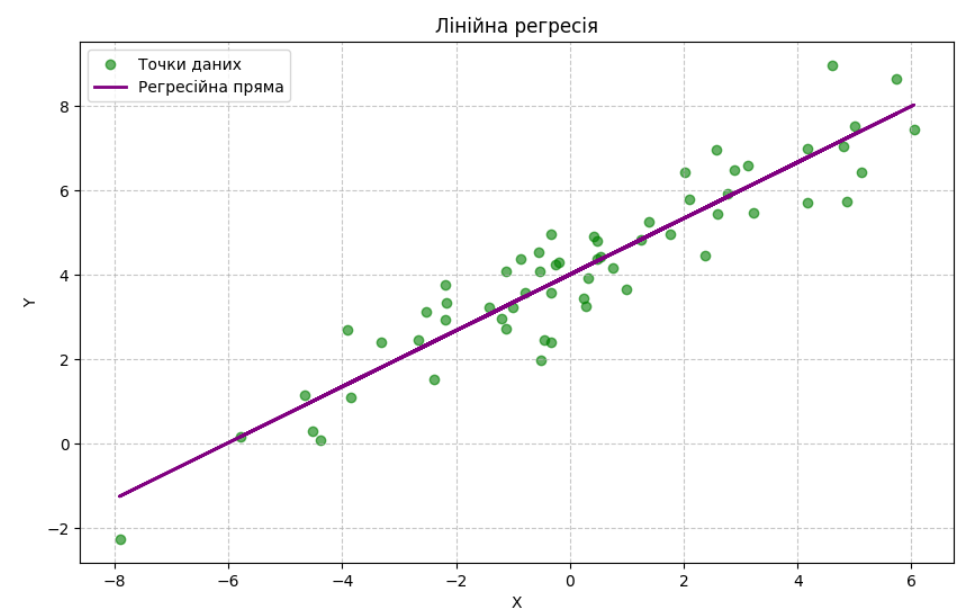 Лінійна регресія
Точки даних
Регресійна пряма
8
6
4
2
0
−2
Y
−8 −6 −4 −2 0 2 4 6
X